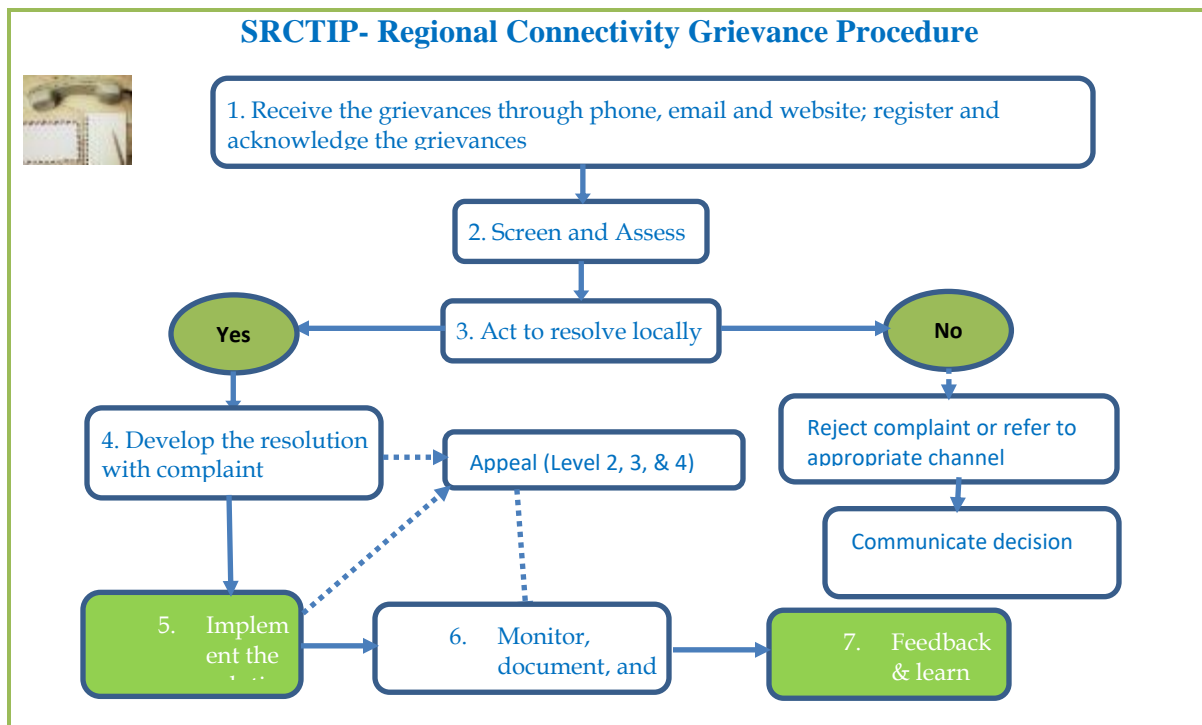 SRCTIP- Regional Connectivity Grievance Procedure
1. Receive the grievances through phone, email and website; register and
acknowledge the grievances
2. Screen and Assess
3. Act to resolve locally
Yes
No
4. Develop the resolution
with complaint
Appeal (Level 2, 3, & 4)
Reject complaint or refer to
appropriate channel
Communicate decision
5. Implem
ent the
6. Monitor,
document, and
7. Feedback
& learn